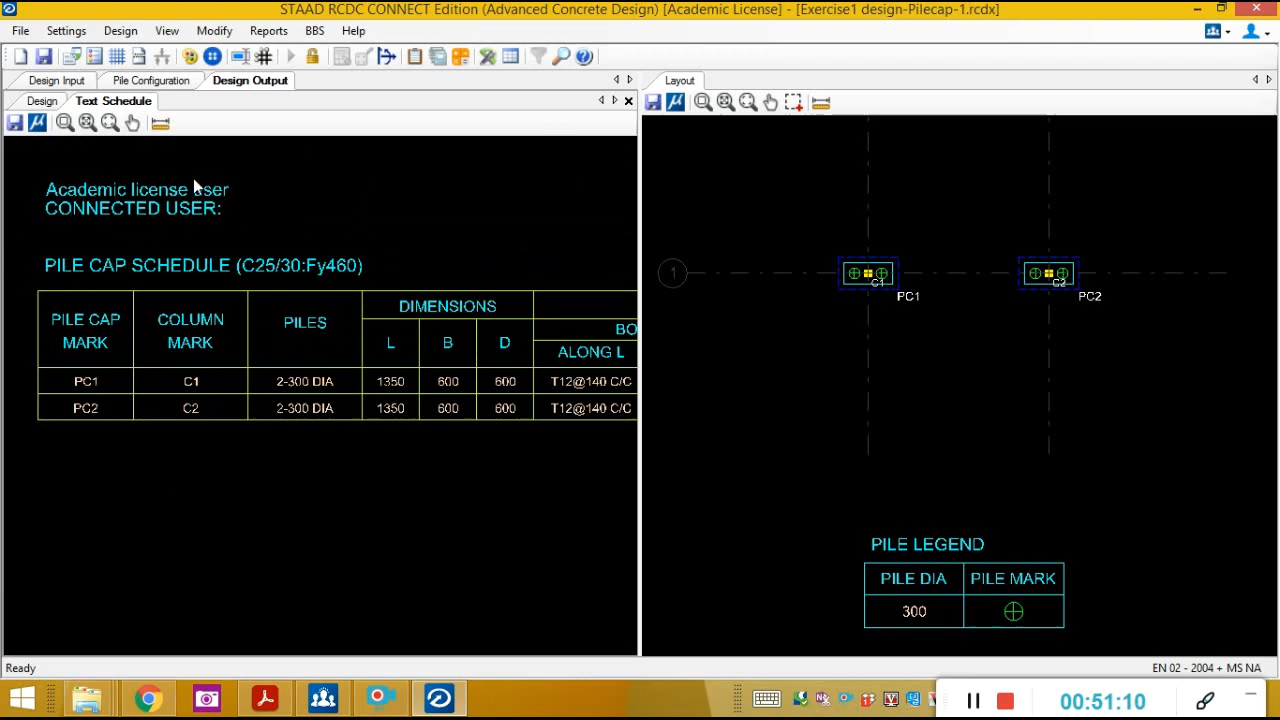 STAAD RCDC CONNECT Edition (Advanced Concrete Design) [Academic License] - [Exercise1 design-Pilecap-1.rcdx]
File Settings Design View Modify Reports BBS Help
Design Input Pile Configuration Design Output
Design Text Schedule
Academic license user
CONNECTED USER:
PILE CAP SCHEDULE (C25/30:Fy460)
PILE CAP MARK COLUMN MARK PILES DIMENSIONS BO
L B D ALONG L
PC1 C1 2-300 DIA 1350 600 600 T12@140 C/C
PC2 C2 2-300 DIA 1350 600 600 T12@140 C/C
Layout
1
C1 C2
PC1 PC2
PILE LEGEND
PILE DIA PILE MARK
300
Ready EN 02 - 2004 + MS NA
00:51:10